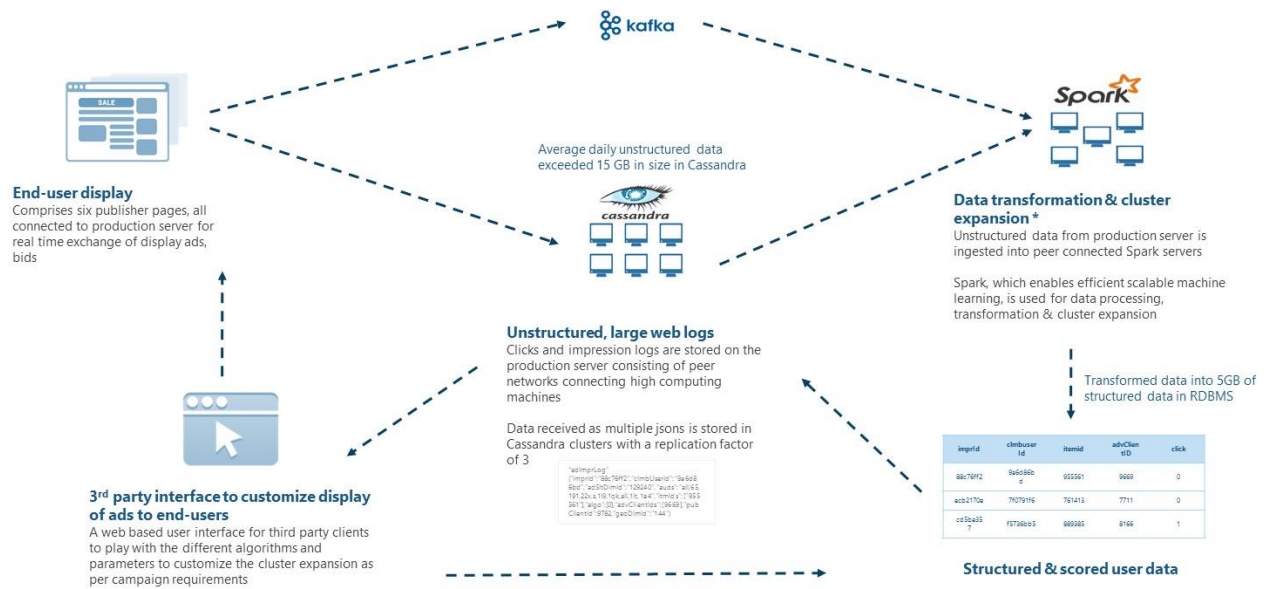 kafka
SALE
End-user display
Comprises six publisher pages, all
connected to production server for
real time exchange of display ads,
bids
Average daily unstructured data
exceeded 15 GB in size in Cassandra
cassandra
Unstructured, large web logs
Clicks and impression logs are stored on the
production server consisting of peer
networks connecting high computing
machines
Data received as multiple jsons is stored in
Cassandra clusters with a replication factor
of 3
"adImprLog"
Spark
Data transformation & cluster
expansion *
Unstructured data from production server is
ingested into peer connected Spark servers
Spark, which enables efficient scalable machine
learning, is used for data processing,
transformation & cluster expansion
Transformed data into 5GB of
structured data in RDBMS
imprId clmbuser itemid advClien click
Id tID
88c76ff2 9a6d86b 955561 9669 0
d
ecb2170a 7f0791f6 761413 7711 0
cd5ba35 f5736bb5 889385 8166 1
7
Structured & scored user data
3rd party interface to customize display
of ads to end-users
A web based user interface for third party clients
to play with the different algorithms and
parameters to customize the cluster expansion as
per campaign requirements